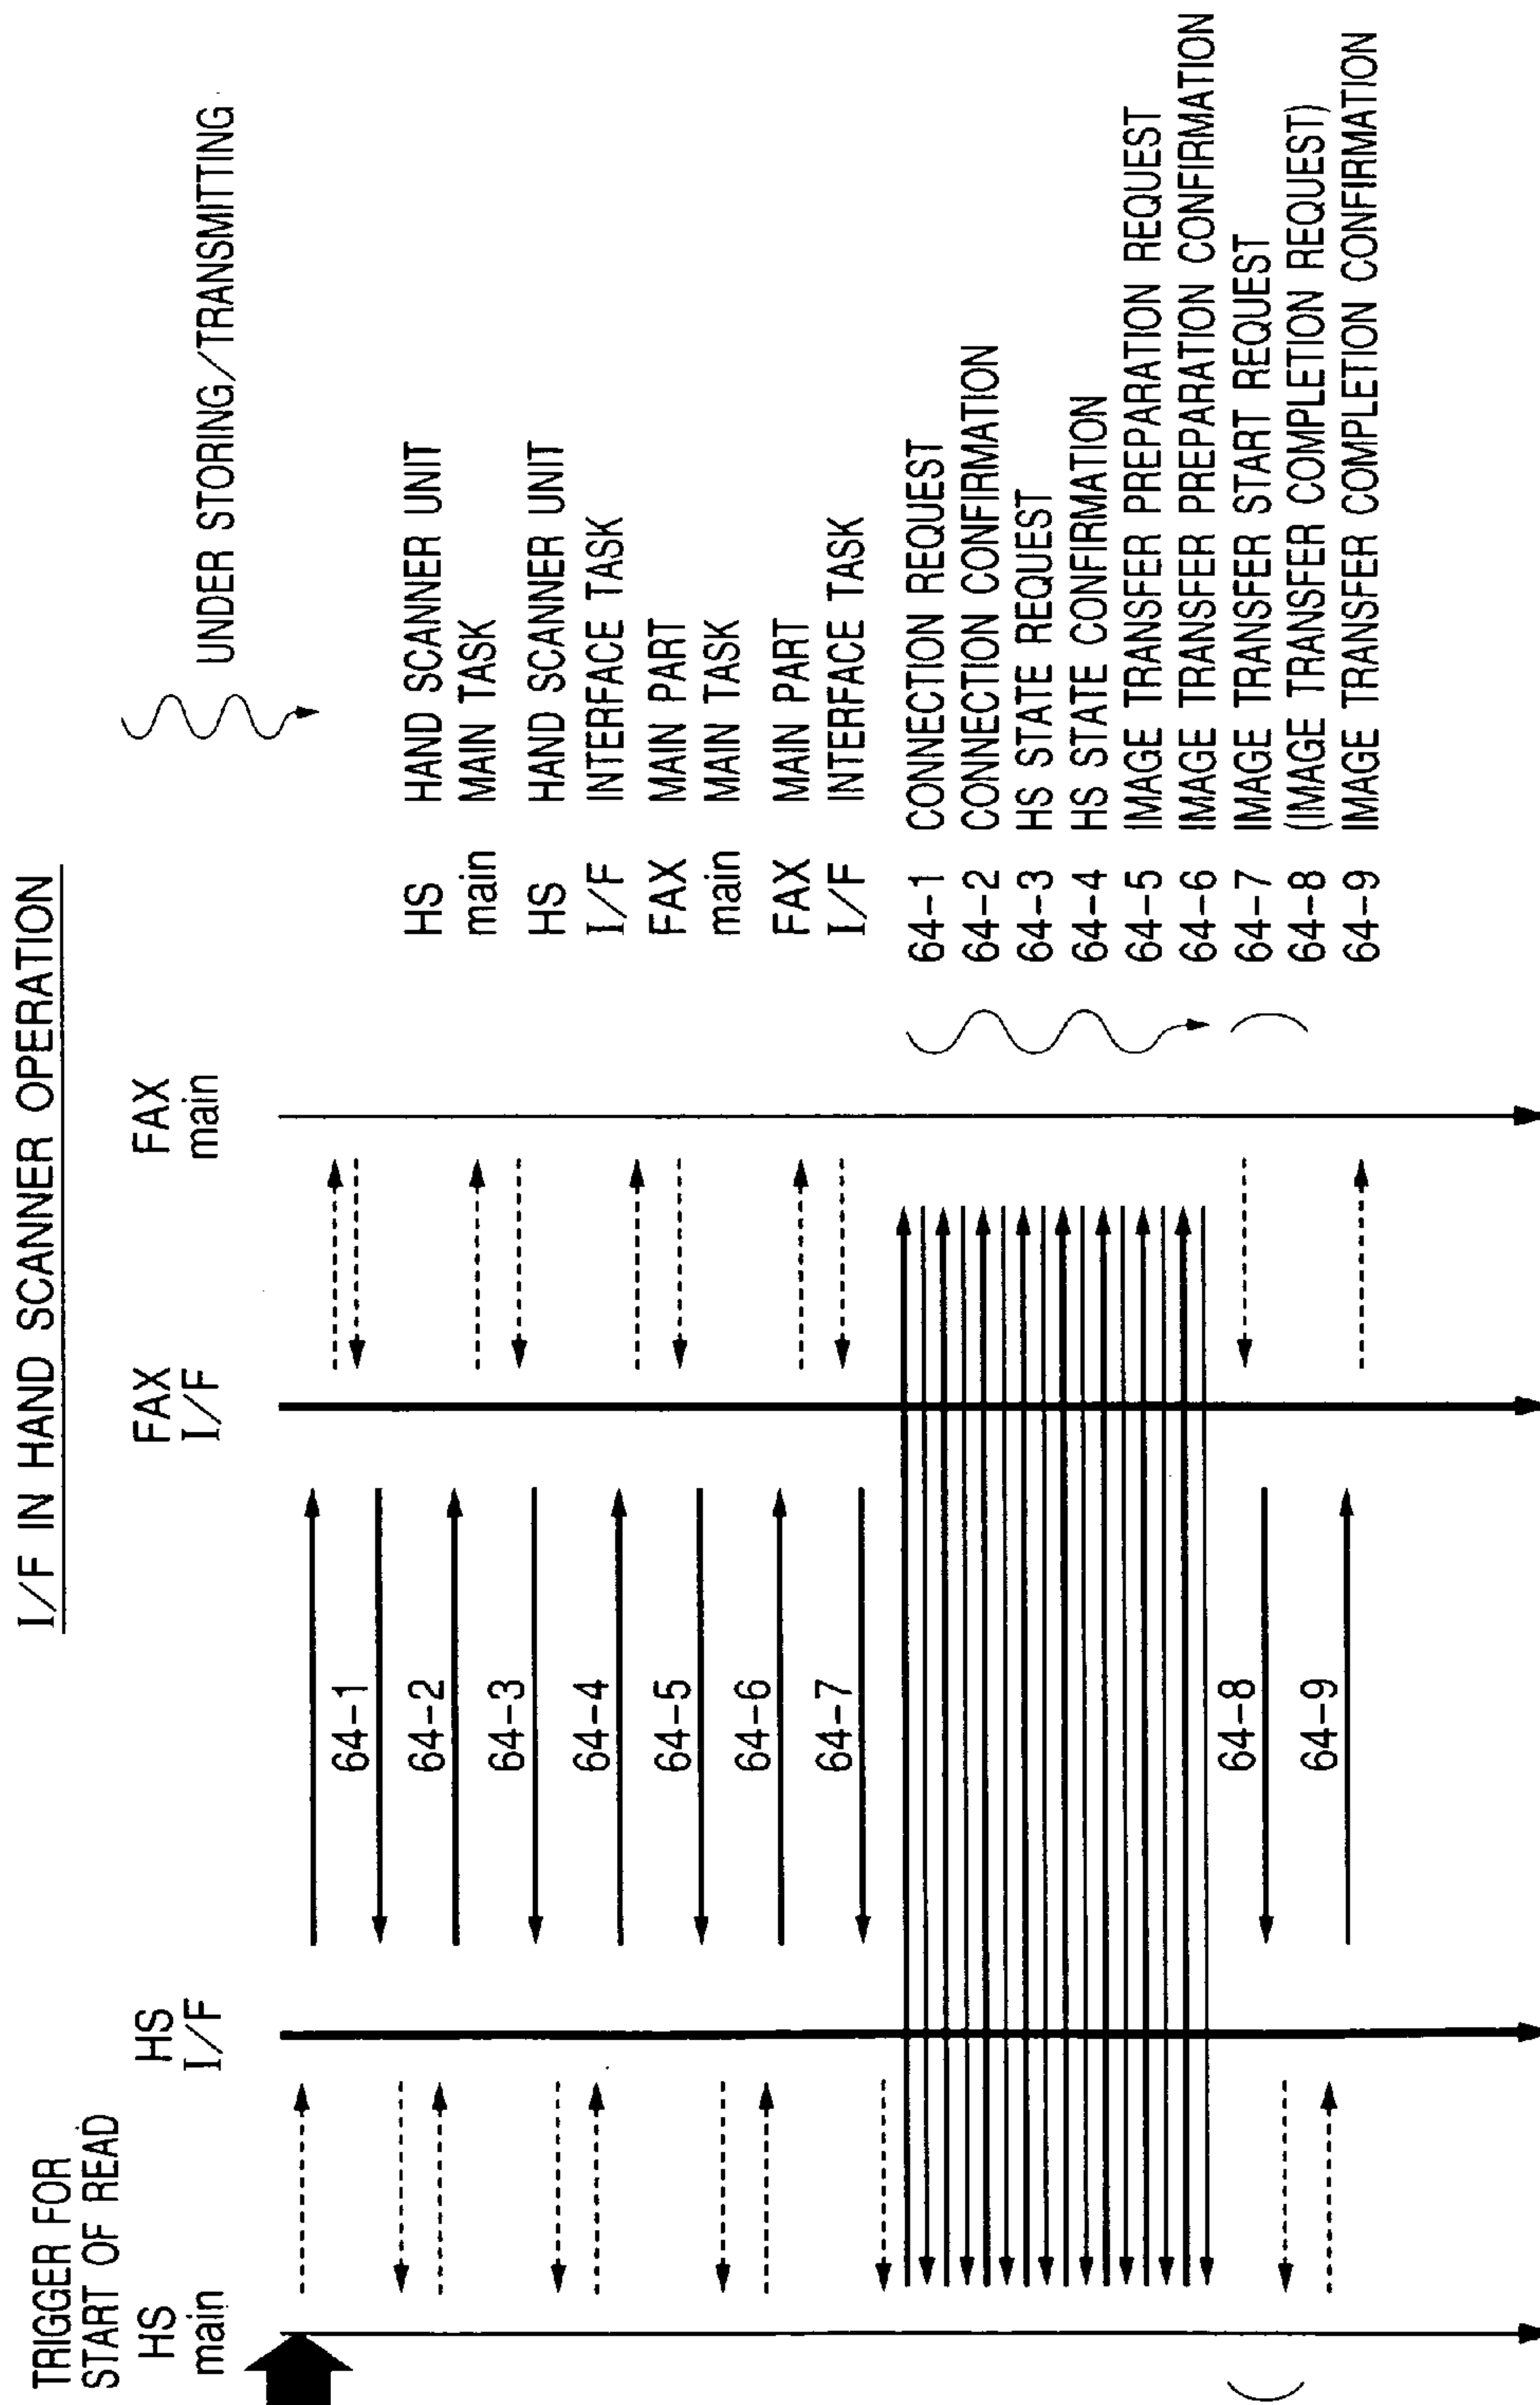 I/F IN HAND SCANNER OPERATION
TRIGGER FOR
START OF READ
HS
main
HS
I/F
FAX
I/F
FAX
main
64-1
64-2
64-3
64-4
64-5
64-6
64-7
64-8
64-9
UNDER STORING/TRANSMITTING
HS HAND SCANNER UNIT
main MAIN TASK
HS HAND SCANNER UNIT
I/F INTERFACE TASK
FAX MAIN PART
main MAIN TASK
FAX MAIN PART
I/F INTERFACE TASK
64-1 CONNECTION REQUEST
64-2 CONNECTION CONFIRMATION
64-3 HS STATE REQUEST
64-4 HS STATE CONFIRMATION
64-5 IMAGE TRANSFER PREPARATION REQUEST
64-6 IMAGE TRANSFER PREPARATION CONFIRMATION
64-7 IMAGE TRANSFER START REQUEST
64-8 (IMAGE TRANSFER COMPLETION REQUEST)
64-9 IMAGE TRANSFER COMPLETION CONFIRMATION